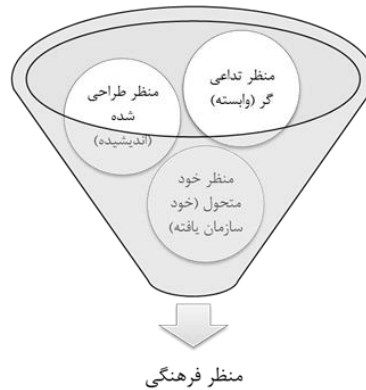 منظر تداعی
گر (وابسته)
منظر طراحی
شده
(اندیشیده)
منظر خود
متحول (خود
سازمان یافته)
منظر فرهنگی